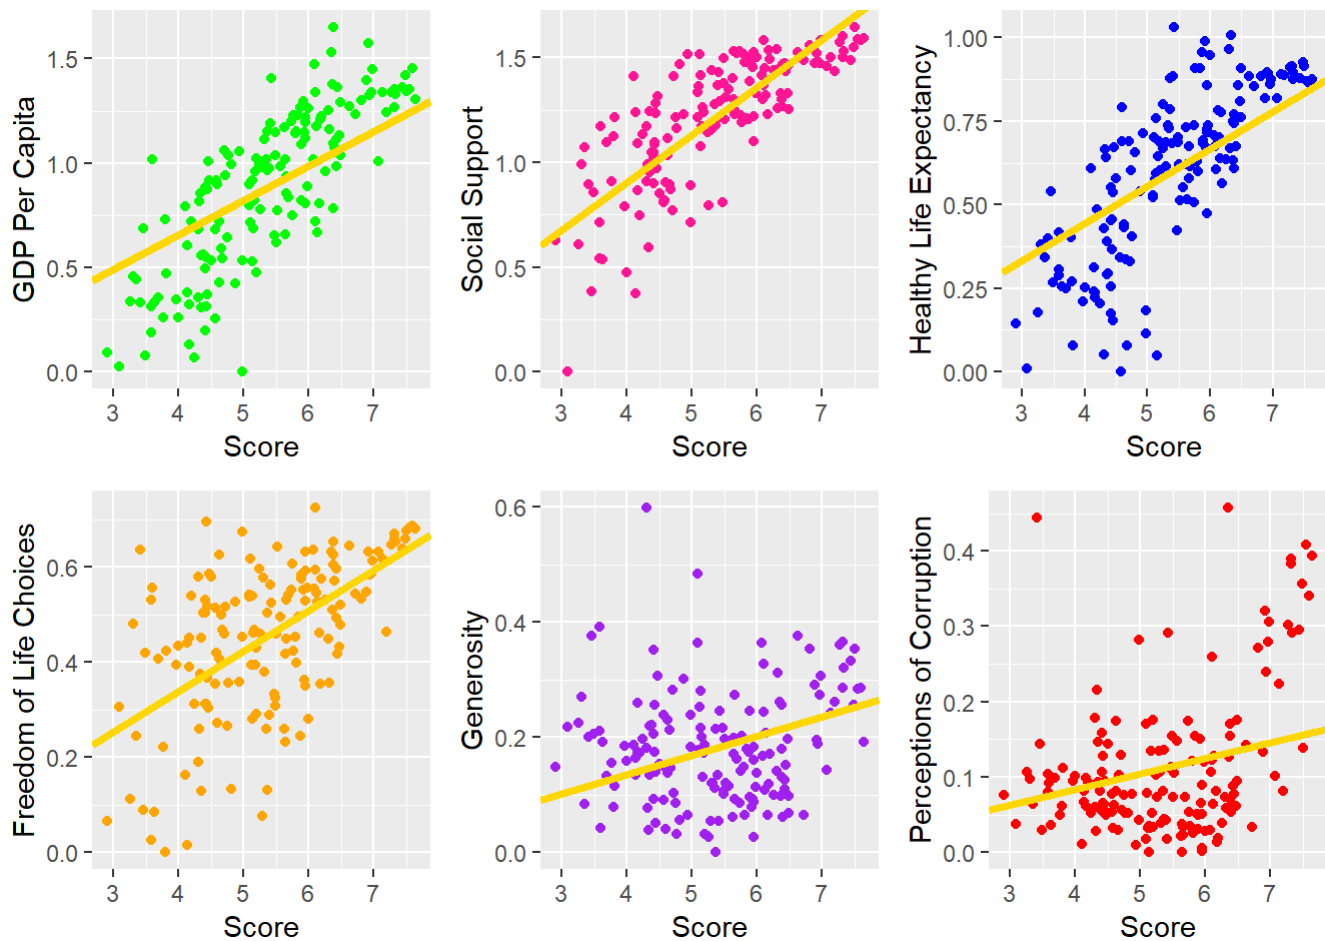 GDP Per Capita
1.5
1.0
0.5
0.0
3 4 5 6 7
Score
Social Support
1.5
1.0
0.5
0.0
3 4 5 6 7
Score
Healthy Life Expectancy
1.00
0.75
0.50
0.25
0.00
3 4 5 6 7
Score
Freedom of Life Choices
0.6
0.4
0.2
0.0
3 4 5 6 7
Score
Generosity
0.6
0.4
0.2
0.0
3 4 5 6 7
Score
Perceptions of Corruption
0.4
0.3
0.2
0.1
0.0
3 4 5 6 7
Score